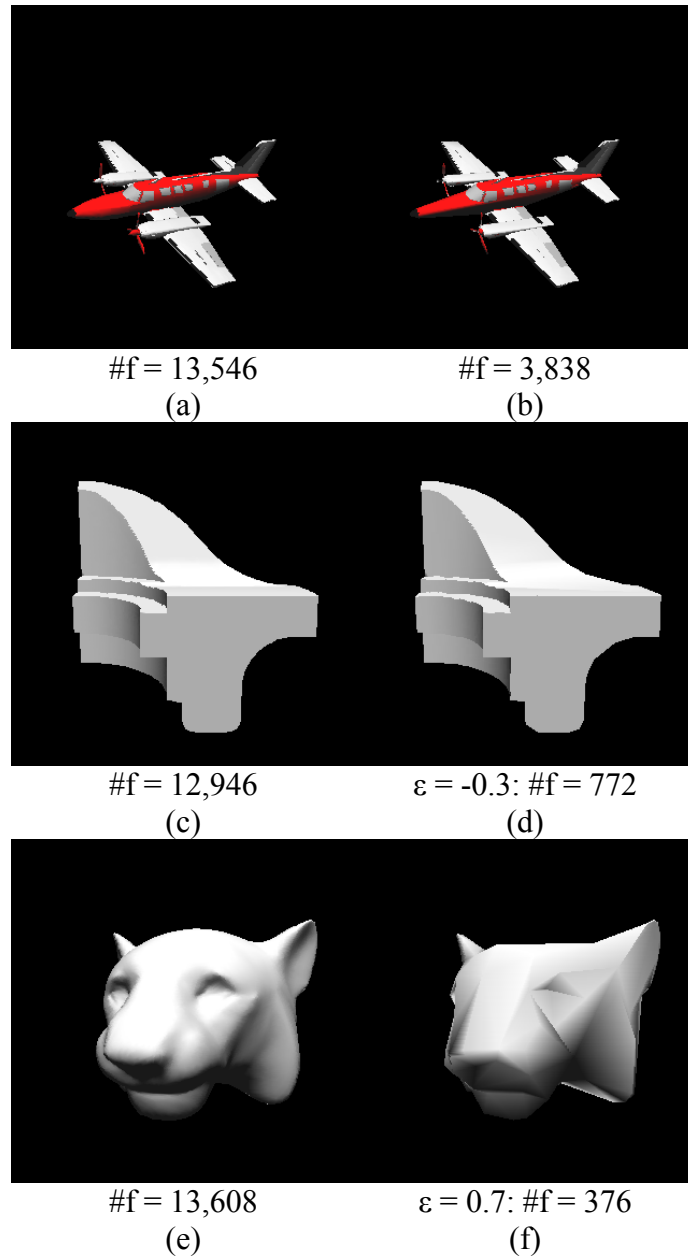 #f = 13,546 #f = 3,838
(a) (b)
#f = 12,946 ε = -0.3: #f = 772
(c) (d)
#f = 13,608 ε = 0.7: #f = 376
(e) (f)